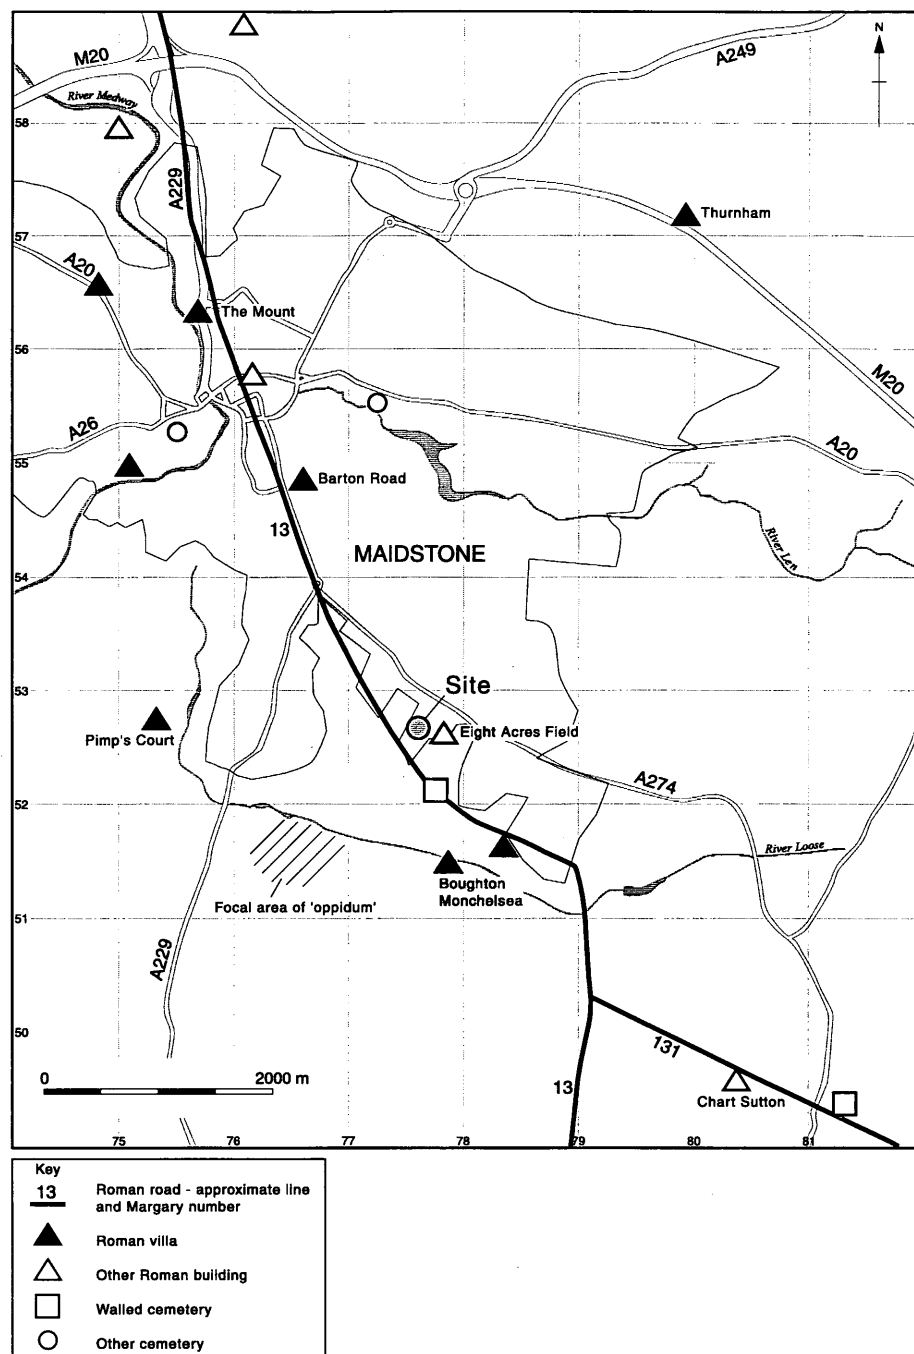 N
M20
A249
River Medway
58
A229
Thurnham
57
A20
The Mount
56
M20
A26
A20
55
Barton Road
13
MAIDSTONE
River Len
54
53
Site
Pimp's Court
Eight Acres Field
A274
52
River Loose
Boughton
Monchelsea
Focal area of 'oppidum'
51
A229
50
131
0 2000 m
13
Chart Sutton
75 76 77 78 79 80 81
Key
13 Roman road - approximate line
and Margary number
Roman villa
Other Roman building
Walled cemetery
Other cemetery